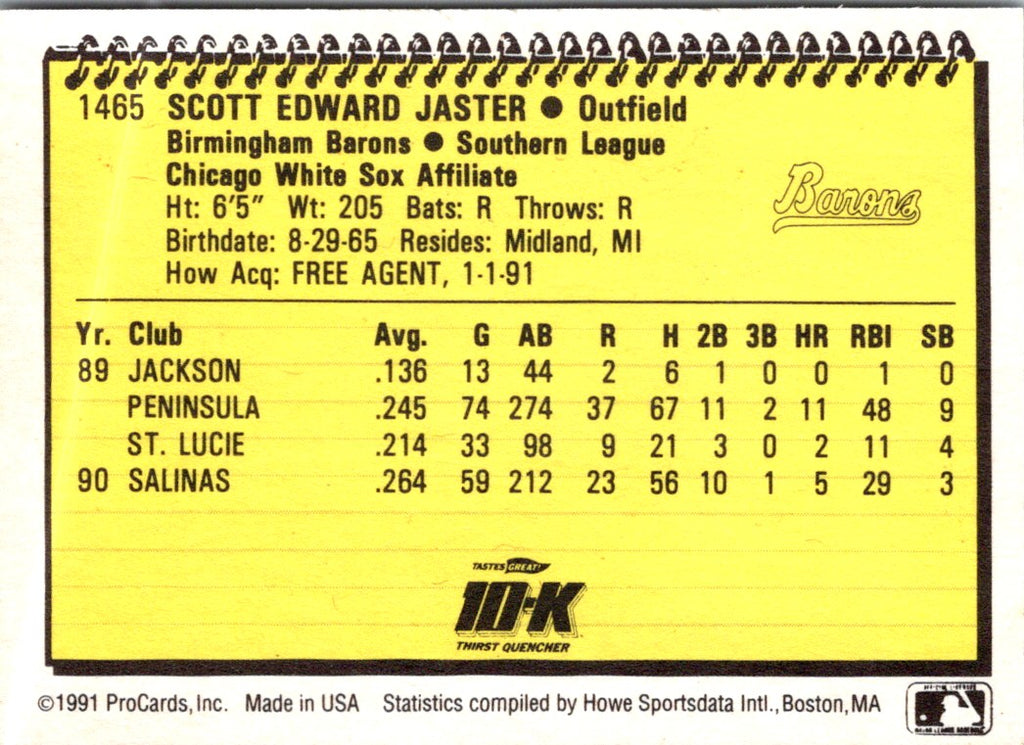 1465 SCOTT EDWARD JASTER ● Outfield
Birmingham Barons ● Southern League
Chicago White Sox Affiliate
Barons
Ht: 6'5" Wt: 205 Bats: R Throws: R
Birthdate: 8-29-65 Resides: Midland, MI
How Acq: FREE AGENT, 1-1-91
Yr. Club Avg. G AB R H 2B 3B HR RBI SB
89 JACKSON .136 13 44 2 6 1 0 0 1 0
PENINSULA .245 74 274 37 67 11 2 11 48 9
ST. LUCIE .214 33 98 9 21 3 0 2 11 4
90 SALINAS .264 59 212 23 56 10 1 5 29 3
TASTES GREAT!
10-K
THIRST QUENCHER
©1991 ProCards, Inc. Made in USA Statistics compiled by Howe Sportsdata Intl., Boston, MA